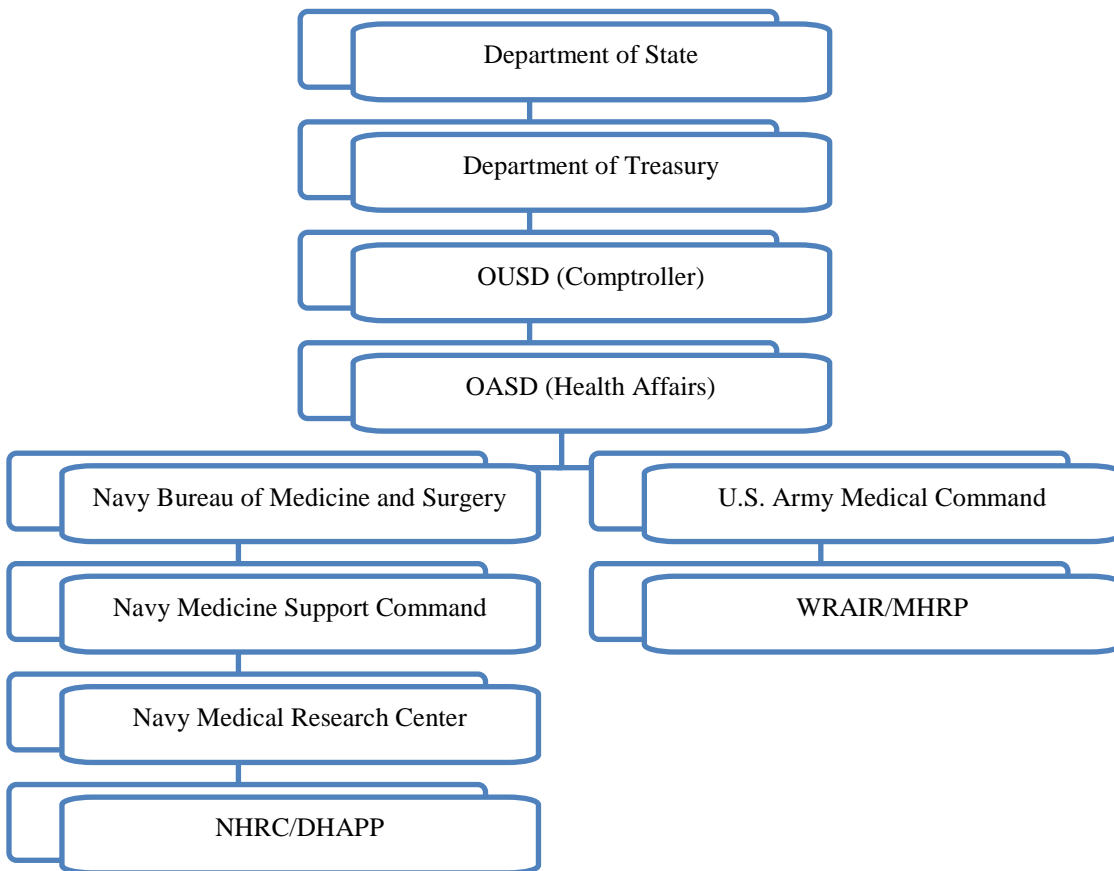 Department of State
Department of Treasury
OUSD (Comptroller)
OASD (Health Affairs)
Navy Bureau of Medicine and Surgery
U.S. Army Medical Command
Navy Medicine Support Command
WRAIR/MHRP
Navy Medical Research Center
NHRC/DHAPP